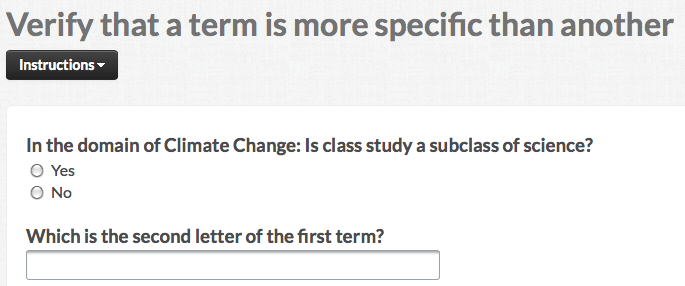 Verify that a term is more specific than another
Instructions
In the domain of Climate Change: Is class study a subclass of science?
Yes
No
Which is the second letter of the first term?